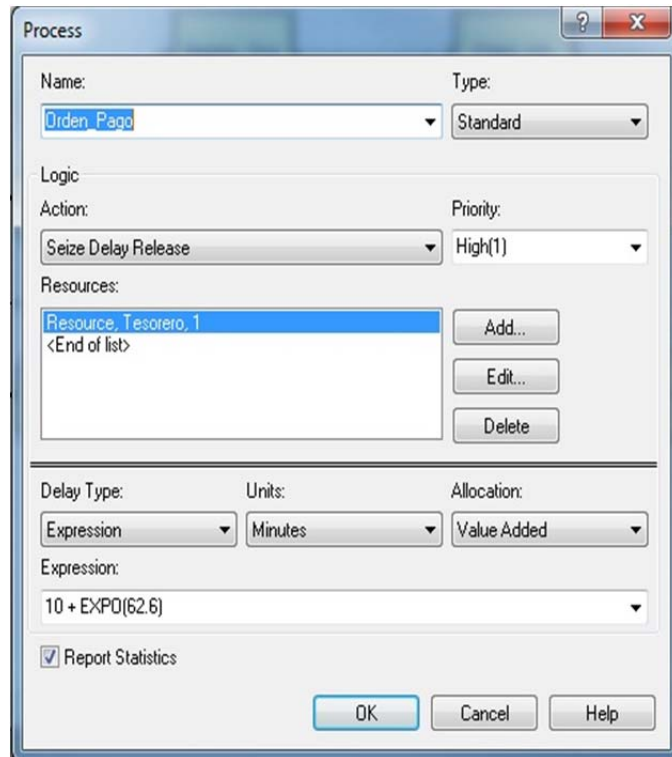 Process
Name: Type:
Orden_Pago Standard
Logic
Action: Priority:
Seize Delay Release High(1)
Resources:
Resource, Tesorero, 1
<End of list>
Add...
Edit...
Delete
Delay Type: Units: Allocation:
Expression Minutes Value Added
Expression:
10 + EXPO(62.6)
Report Statistics
OK Cancel Help